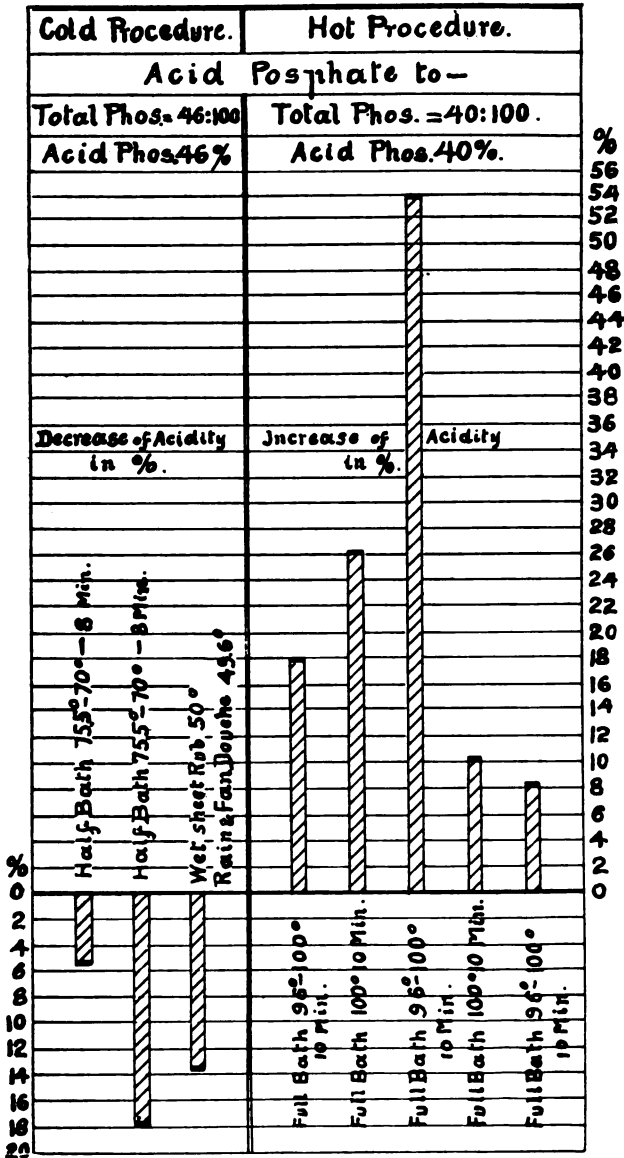 Cold Procedure.
Hot Procedure.
Acid Posphate to—
Total Phos.= 46:100
Total Phos. =40:100.
Acid Phos.46%
Acid Phos.40%.
%
56
54
52
50
48
46
44
42
40
38
36
34
32
30
28
26
24
22
20
18
16
14
12
10
8
6
4
2
0
Decrease of Acidity
in %.
Increase of Acidity
in %.
Half Bath 75.5°-70°—8 Min.
Half Bath 75.5°-70°—8 Min.
Wet sheet Rub, 50°
Rain & Fan Douche 49.6°
%
0
2
4
6
8
10
12
14
16
18
20
Full Bath 96°-100°
10 Min.
Full Bath 100° 10 Min.
Full Bath 96°-100°
10 Min.
Full Bath 100° 10 Min.
Full Bath 96°-100°
10 Min.